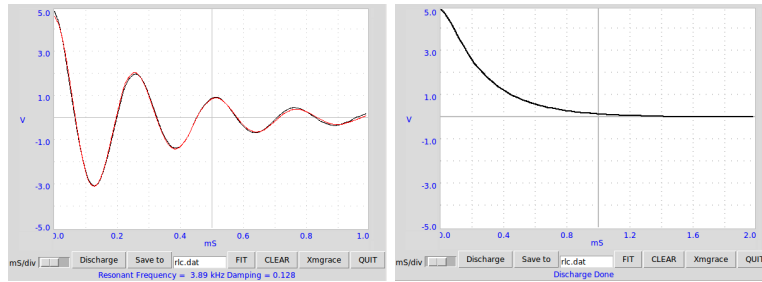 5.0
3.0
1.0
V
-1.0
-3.0
-5.0
0.0 0.2 0.4 0.6 0.8 1.0
mS
mS/div Discharge Save to rlc.dat FIT CLEAR Xmgrace QUIT
Resonant Frequency = 3.89 kHz Damping = 0.128
5.0
3.0
1.0
V
-1.0
-3.0
-5.0
0.0 0.4 0.8 1.2 1.6 2.0
mS
mS/div Discharge Save to rlc.dat FIT CLEAR Xmgrace QUIT
Discharge Done